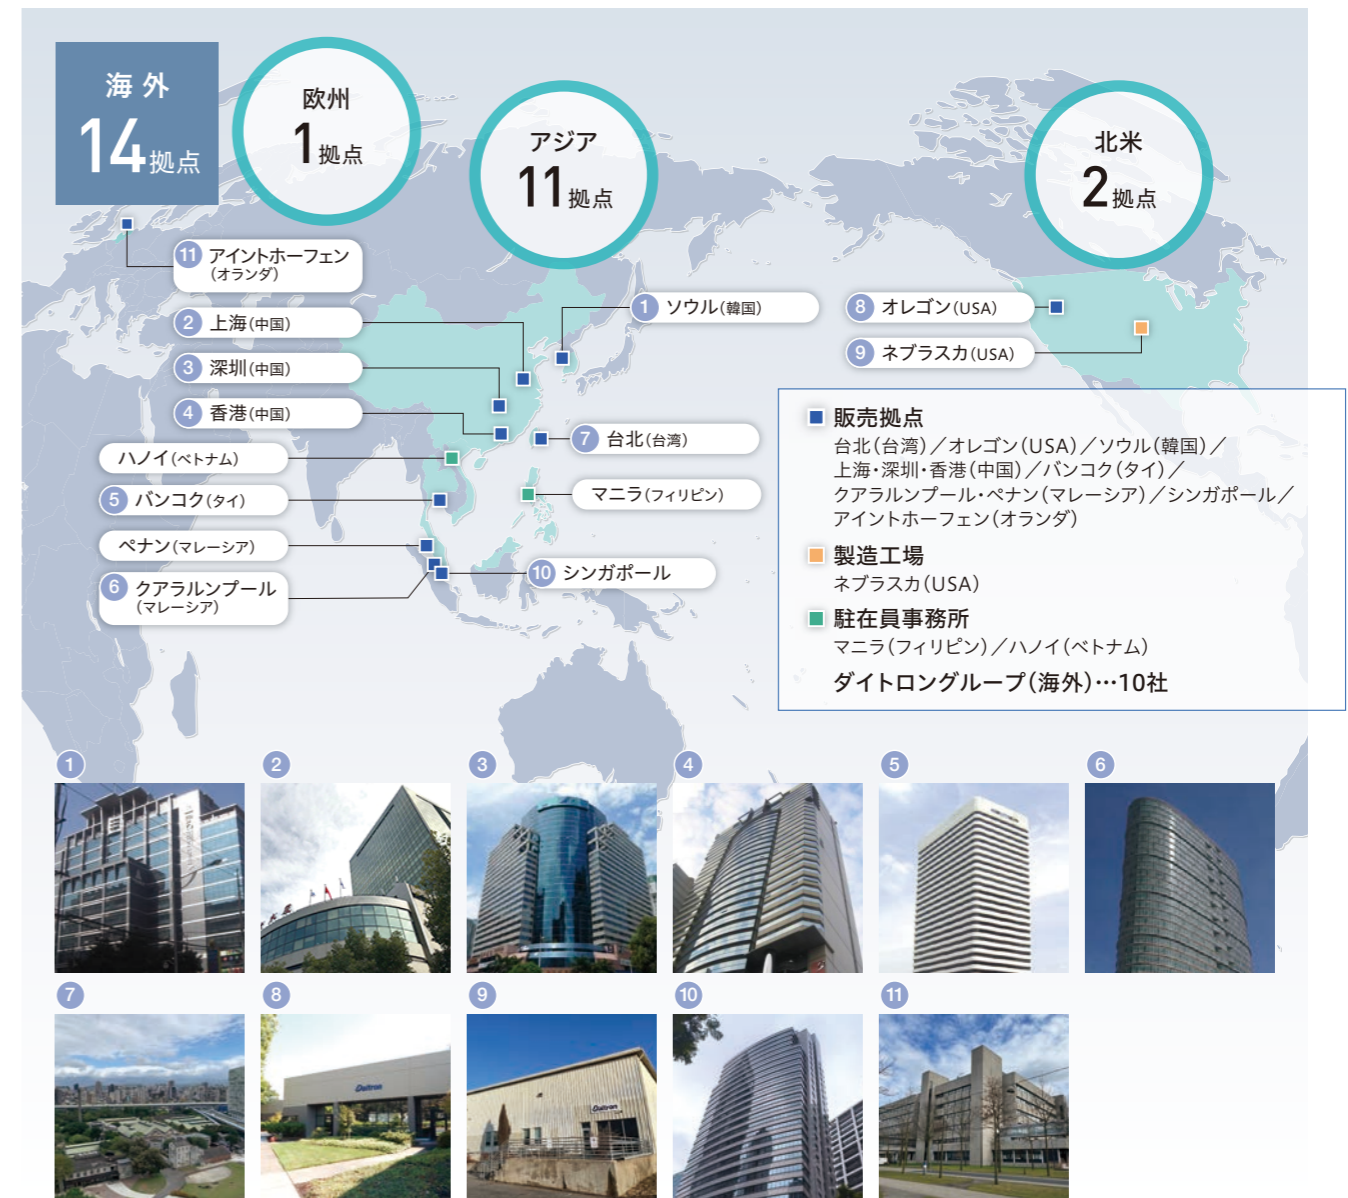 海外
14拠点
欧州
1拠点
アジア
11拠点
北米
2拠点
11 アイントホーフェン
(オランダ)
2 上海(中国)
3 深圳(中国)
4 香港(中国)
ハノイ(ベトナム)
5 バンコク(タイ)
ペナン(マレーシア)
6 クアラルンプール
(マレーシア)
1 ソウル(韓国)
7 台北(台湾)
マニラ(フィリピン)
10 シンガポール
8 オレゴン(USA)
9 ネブラスカ(USA)
販売拠点
台北(台湾)／オレゴン(USA)／ソウル(韓国)／
上海・深圳・香港(中国)／バンコク(タイ)／
クアラルンプール・ペナン(マレーシア)／シンガポール／
アイントホーフェン(オランダ)
製造工場
ネブラスカ(USA)
駐在員事務所
マニラ(フィリピン)／ハノイ(ベトナム)
ダイトロングループ(海外)…10社
1
2
3
4
5
6
7
8
9
10
11
Daitron
Daitron